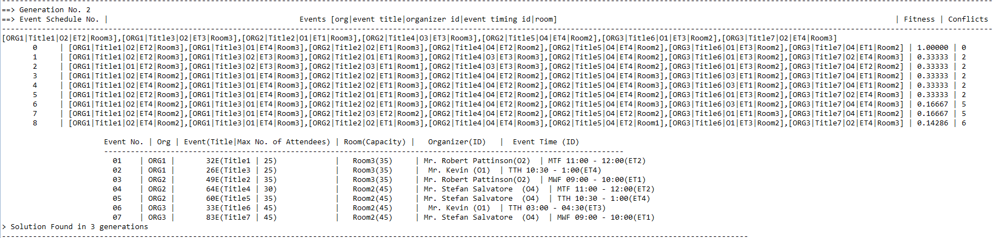 ==> Generation No. 2
==> Event Schedule No. | Events [org|event title|organizer id|event timing id|room] | Fitness | Conflicts
[ORG1|Title1|O2|ET2|Room3],[ORG1|Title3|O2|ET3|Room3],[ORG2|Title2|O1|ET1|Room3],[ORG2|Title4|O3|ET3|Room3],[ORG2|Title5|O4|ET4|Room2],[ORG3|Title6|O1|ET3|Room2],[ORG3|Title7|O2|ET4|Room3]
0 | [ORG1|Title1|O2|ET2|Room3],[ORG1|Title3|O1|ET4|Room3],[ORG2|Title2|O2|ET1|Room3],[ORG2|Title4|O4|ET2|Room2],[ORG2|Title5|O4|ET4|Room2],[ORG3|Title6|O1|ET3|Room2],[ORG3|Title7|O4|ET1|Room2] | 1.00000 | 0
1 | [ORG1|Title1|O2|ET2|Room3],[ORG1|Title3|O2|ET3|Room3],[ORG2|Title2|O1|ET1|Room3],[ORG2|Title4|O3|ET3|Room3],[ORG2|Title5|O4|ET4|Room2],[ORG3|Title6|O1|ET3|Room2],[ORG3|Title7|O2|ET4|Room3] | 0.33333 | 2
2 | [ORG1|Title1|O1|ET2|Room3],[ORG1|Title3|O2|ET3|Room3],[ORG2|Title2|O3|ET1|Room1],[ORG2|Title4|O3|ET3|Room3],[ORG2|Title5|O4|ET4|Room3],[ORG3|Title6|O1|ET3|Room2],[ORG3|Title7|O4|ET2|Room2] | 0.33333 | 2
3 | [ORG1|Title1|O2|ET4|Room2],[ORG1|Title3|O1|ET4|Room3],[ORG2|Title2|O2|ET1|Room3],[ORG2|Title4|O4|ET2|Room2],[ORG2|Title5|O4|ET4|Room3],[ORG3|Title6|O3|ET1|Room2],[ORG3|Title7|O4|ET1|Room2] | 0.33333 | 2
4 | [ORG1|Title1|O2|ET4|Room2],[ORG1|Title3|O1|ET4|Room3],[ORG2|Title2|O2|ET1|Room3],[ORG2|Title4|O4|ET2|Room2],[ORG2|Title5|O4|ET4|Room3],[ORG3|Title6|O3|ET1|Room2],[ORG3|Title7|O4|ET1|Room2] | 0.33333 | 2
5 | [ORG1|Title1|O2|ET2|Room3],[ORG1|Title3|O2|ET3|Room3],[ORG2|Title2|O1|ET1|Room3],[ORG2|Title4|O4|ET2|Room2],[ORG2|Title5|O4|ET4|Room2],[ORG3|Title6|O1|ET3|Room2],[ORG3|Title7|O2|ET4|Room3] | 0.33333 | 2
6 | [ORG1|Title1|O2|ET2|Room3],[ORG1|Title3|O1|ET4|Room3],[ORG2|Title2|O2|ET1|Room3],[ORG2|Title4|O4|ET2|Room2],[ORG2|Title5|O4|ET4|Room3],[ORG3|Title6|O3|ET1|Room2],[ORG3|Title7|O2|ET4|Room3] | 0.16667 | 5
7 | [ORG1|Title1|O2|ET4|Room2],[ORG1|Title3|O1|ET4|Room3],[ORG2|Title2|O3|ET2|Room2],[ORG2|Title4|O4|ET2|Room2],[ORG2|Title5|O4|ET2|Room2],[ORG3|Title6|O1|ET3|Room2],[ORG3|Title7|O4|ET1|Room2] | 0.16667 | 5
8 | [ORG1|Title1|O2|ET4|Room2],[ORG1|Title3|O1|ET4|Room3],[ORG2|Title2|O2|ET1|Room3],[ORG2|Title4|O4|ET4|Room3],[ORG2|Title5|O4|ET2|Room1],[ORG3|Title6|O1|ET3|Room2],[ORG3|Title7|O2|ET4|Room3] | 0.14286 | 6
Event No. | Org | Event(Title|Max No. of Attendees) | Room(Capacity) | Organizer(ID) | Event Time (ID)
01 | ORG1 | 32E(Title1 | 25) | Room3(35) | Mr. Robert Pattinson(O2) | MTF 11:00 - 12:00(ET2)
02 | ORG1 | 26E(Title3 | 25) | Room3(35) | Mr. Kevin (O1) | TTH 10:30 - 1:00(ET4)
03 | ORG2 | 49E(Title2 | 35) | Room3(35) | Mr. Robert Pattinson(O2) | MWF 09:00 - 10:00(ET1)
04 | ORG2 | 64E(Title4 | 30) | Room2(45) | Mr. Stefan Salvatore (O4) | MTF 11:00 - 12:00(ET2)
05 | ORG2 | 60E(Title5 | 35) | Room2(45) | Mr. Stefan Salvatore (O4) | TTH 10:30 - 1:00(ET4)
06 | ORG3 | 33E(Title6 | 45) | Room2(45) | Mr. Kevin (O1) | TTH 03:00 - 04:30(ET3)
07 | ORG3 | 83E(Title7 | 45) | Room2(45) | Mr. Stefan Salvatore (O4) | MWF 09:00 - 10:00(ET1)
> Solution Found in 3 generations